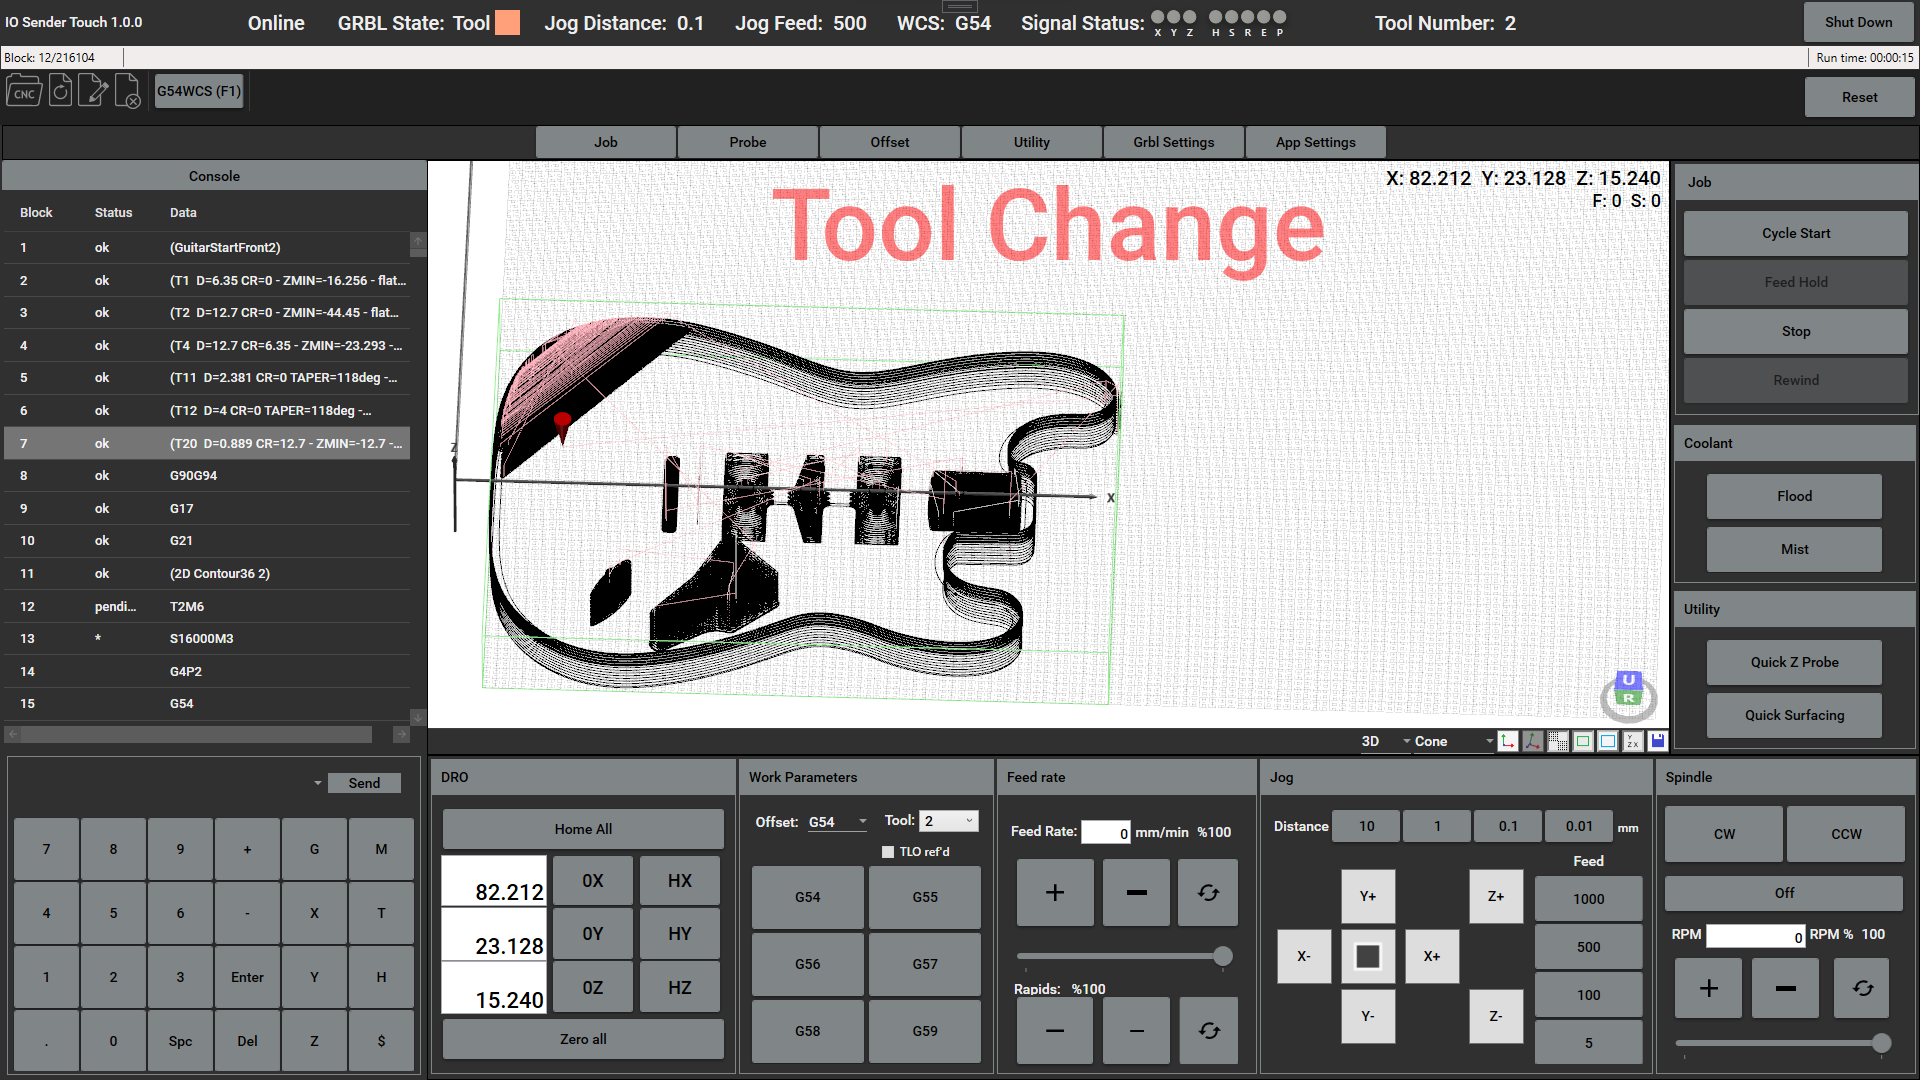 IO Sender Touch 1.0.0
Online
GRBL State: Tool
Jog Distance: 0.1
Jog Feed: 500
WCS: G54
Signal Status:
X Y Z H S R E P
Tool Number: 2
Shut Down
Block: 12/216104
Run time: 00:00:15
CNC
G54WCS (F1)
Reset
Job
Probe
Offset
Utility
Grbl Settings
App Settings
Console
Block Status Data
1 ok (GuitarStartFront2)
2 ok (T1 D=6.35 CR=0 - ZMIN=-16.256 - flat...
3 ok (T2 D=12.7 CR=0 - ZMIN=-44.45 - flat...
4 ok (T4 D=12.7 CR=6.35 - ZMIN=-23.293 -...
5 ok (T11 D=2.381 CR=0 TAPER=118deg -...
6 ok (T12 D=4 CR=0 TAPER=118deg -...
7 ok (T20 D=0.889 CR=12.7 - ZMIN=-12.7 -...
8 ok G90G94
9 ok G17
10 ok G21
11 ok (2D Contour36 2)
12 pendi... T2M6
13 * S16000M3
14 G4P2
15 G54
Tool Change
X: 82.212 Y: 23.128 Z: 15.240
F: 0 S: 0
Z
X
U
R
3D
Cone
Y
Z X
Job
Cycle Start
Feed Hold
Stop
Rewind
Coolant
Flood
Mist
Utility
Quick Z Probe
Quick Surfacing
Send
7 8 9 + G M
4 5 6 - X T
1 2 3 Enter Y H
. 0 Spc Del Z $
DRO
Home All
82.212 0X HX
23.128 0Y HY
15.240 0Z HZ
Zero all
Work Parameters
Offset: G54
Tool: 2
TLO ref'd
G54 G55
G56 G57
G58 G59
Feed rate
Feed Rate: 0 mm/min %100
+ −
Rapids: %100
− −
Jog
Distance 10 1 0.1 0.01 mm
Feed
Y+ Z+
X- X+
Y- Z-
1000
500
100
5
Spindle
CW CCW
Off
RPM 0 RPM % 100
+ −